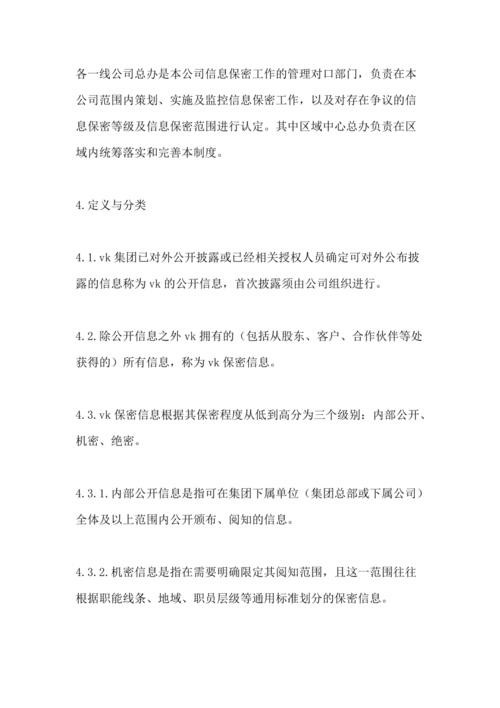 各一线公司总办是本公司信息保密工作的管理对口部门，负责在本
公司范围内策划、实施及监控信息保密工作，以及对存在争议的信
息保密等级及信息保密范围进行认定。其中区域中心总办负责在区
域内统筹落实和完善本制度。
4.定义与分类
4.1.vk 集团已对外公开披露或已经相关授权人员确定可对外公布披
露的信息称为 vk 的公开信息，首次披露须由公司组织进行。
4.2.除公开信息之外 vk 拥有的（包括从股东、客户、合作伙伴等处
获得的）所有信息，称为 vk 保密信息。
4.3.vk 保密信息根据其保密程度从低到高分为三个级别：内部公开、
机密、绝密。
4.3.1.内部公开信息是指可在集团下属单位（集团总部或下属公司）
全体及以上范围内公开颁布、阅知的信息。
4.3.2.机密信息是指在需要明确限定其阅知范围，且这一范围往往
根据职能线条、地域、职员层级等通用标准划分的保密信息。